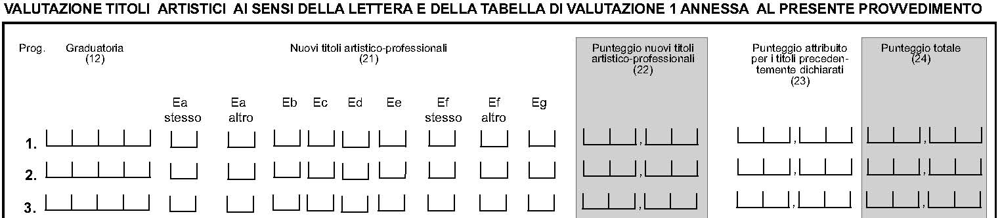 VALUTAZIONE TITOLI ARTISTICI AI SENSI DELLA LETTERA E DELLA TABELLA DI VALUTAZIONE 1 ANNESSA AL PRESENTE PROVVEDIMENTO
Prog. Graduatoria Nuovi titoli artistico-professionali Punteggio nuovi titoli Punteggio attribuito Punteggio totale
(12) (21) artistico-professionali per i titoli preceden- (24)
(22) temente dichiarati
(23)
Ea Ea Eb Ec Ed Ee Ef Ef Eg
stesso altro stesso altro
1. , , ,
2. , , ,
3. , , ,